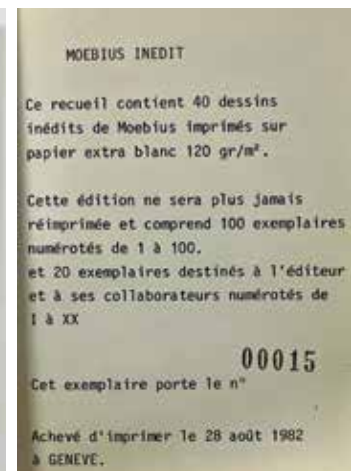 MOEBIUS INEDIT
Ce recueil contient 40 dessins
inédits de Moebius imprimés sur
papier extra blanc 120 gr/m².
Cette édition ne sera plus jamais
réimprimée et comprend 100 exemplaires
numérotés de 1 à 100.
et 20 exemplaires destinés à l'éditeur
et à ses collaborateurs numérotés de
I à XX
00015
Cet exemplaire porte le n°
Achevé d'imprimer le 28 août 1982
à GENEVE.